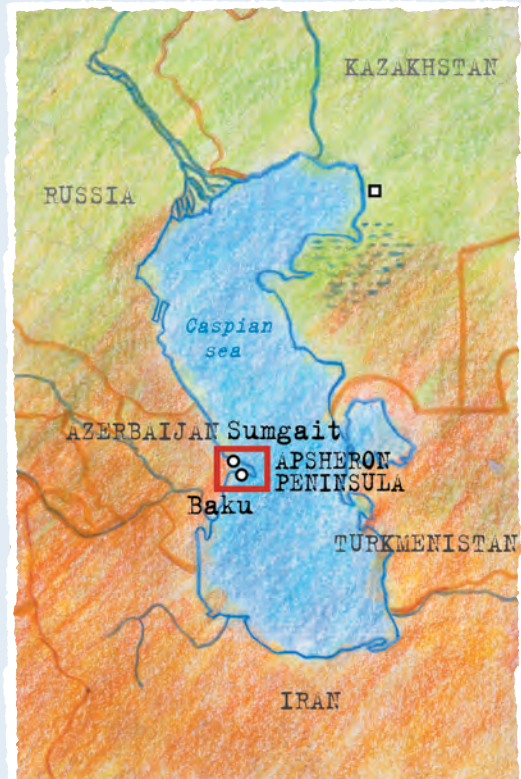 KAZAKHSTAN
RUSSIA
Caspian
sea
AZERBAIJAN Sumgait
APSHERON
PENINSULA
Baku
TURKMENISTAN
IRAN